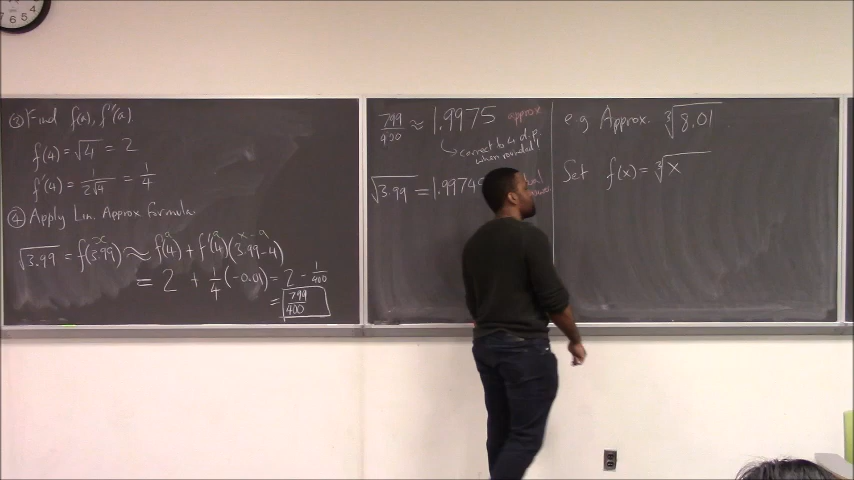 ③ Find f(a), f'(a)
f(4) = √4 = 2
f'(4) = 1/2√4 = 1/4
④ Apply Lin. Approx formula.
√3.99 = f(3.99) ≈ f(4) + f'(4)(3.99-4)
x a a x-a
= 2 + 1/4(-0.01) = 2 - 1/400
= 799/400
799/400 ≈ 1.9975 approx
correct to 4 d.p.
when rounded!
√3.99 = 1.99749
e.g Approx. ∛8.01
Set f(x) = ∛x
7 6 5 4